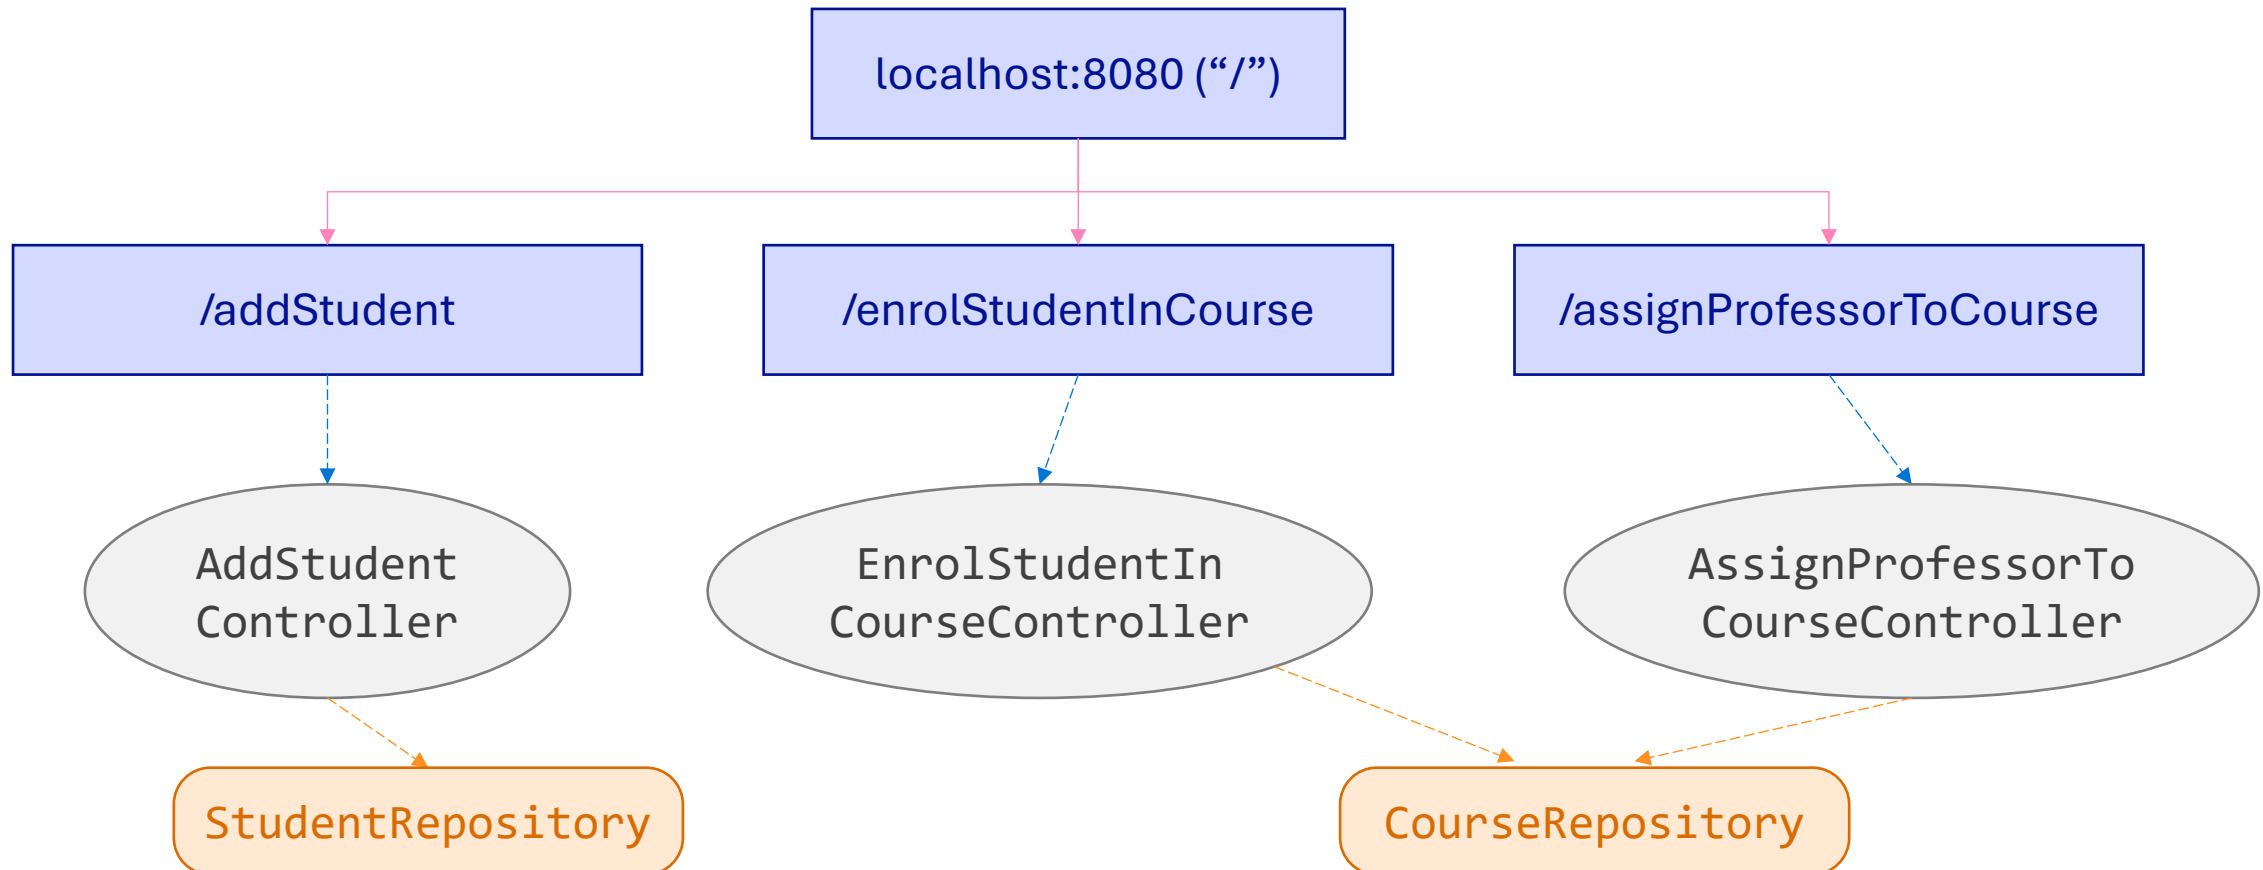 localhost:8080 (“/”)
/addStudent
/enrolStudentInCourse
/assignProfessorToCourse
AddStudent
Controller
EnrolStudentIn
CourseController
AssignProfessorTo
CourseController
StudentRepository
CourseRepository